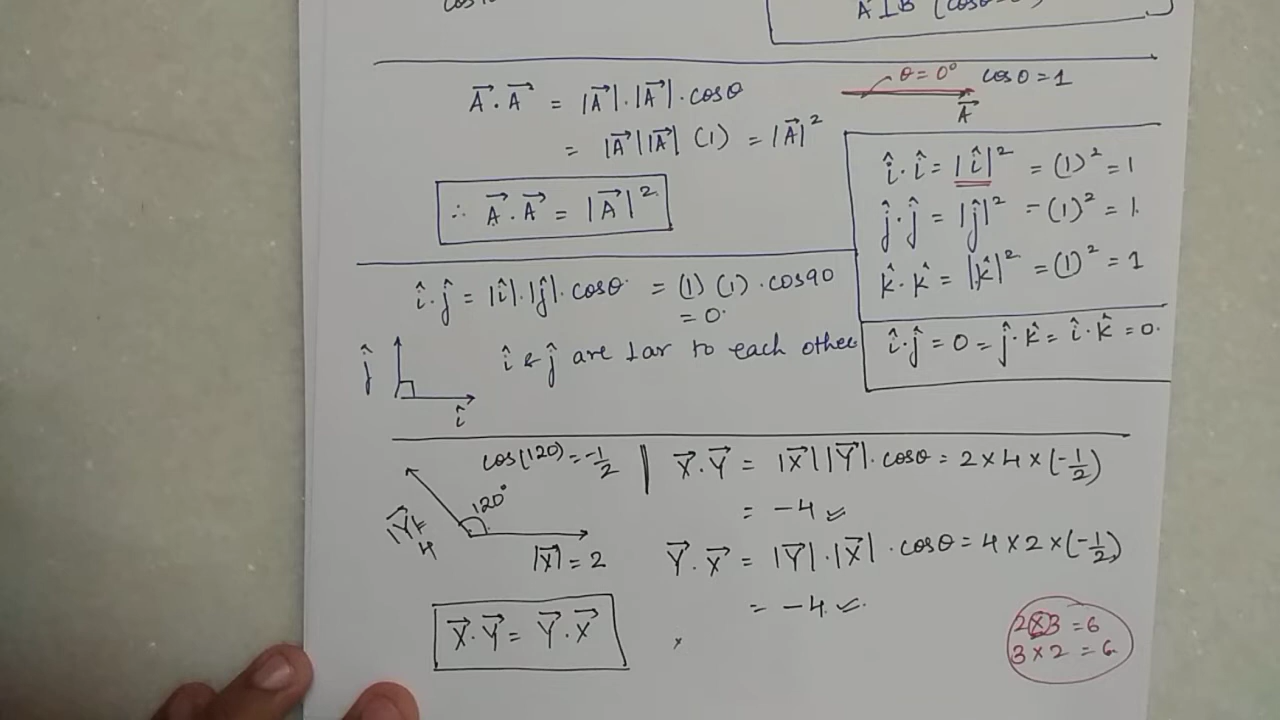 A⃗ ⊥ B⃗ (cosθ=
A⃗ · A⃗ = |A⃗| · |A⃗| · cosθ
= |A⃗| |A⃗| (1) = |A⃗|²
∴ A⃗ · A⃗ = |A⃗|²
θ = 0° cosθ = 1
A⃗
î · î = |î|² = (1)² = 1
ĵ · ĵ = |ĵ|² = (1)² = 1
k̂ · k̂ = |k̂|² = (1)² = 1
î · ĵ = 0 = ĵ · k̂ = î · k̂ = 0.
î · ĵ = |î| · |ĵ| · cosθ = (1) (1) · cos90
= 0
î & ĵ are ⊥ar to each other
ĵ
î
cos(120) = -1/2
120°
|Y⃗| = 4
|X⃗| = 2
X⃗ · Y⃗ = |X⃗| |Y⃗| · cosθ = 2 × 4 × (-1/2)
= -4 ✓
Y⃗ · X⃗ = |Y⃗| · |X⃗| · cosθ = 4 × 2 × (-1/2)
= -4 ✓
X⃗ · Y⃗ = Y⃗ · X⃗
2 × 3 = 6
3 × 2 = 6